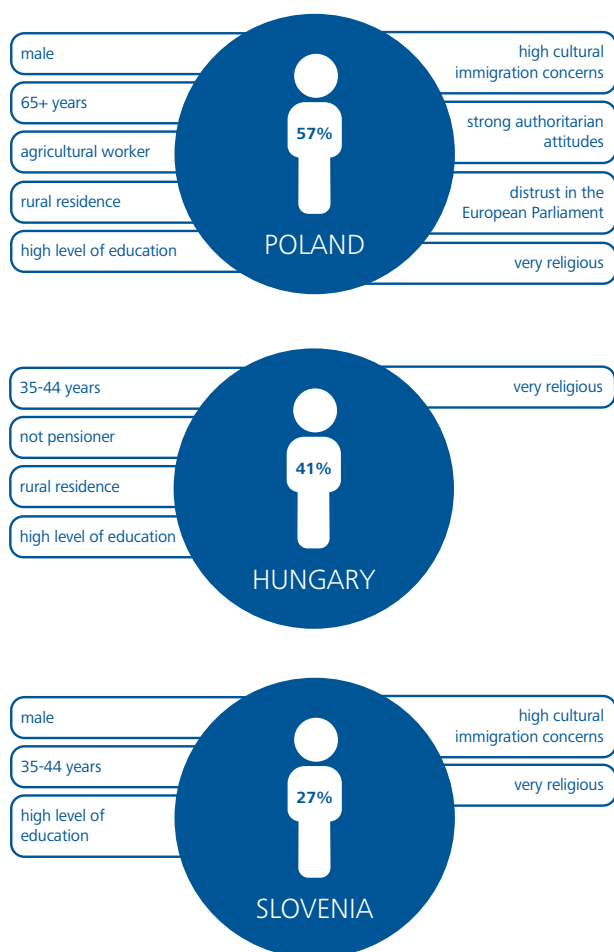 male
65+ years
agricultural worker
rural residence
high level of education
57%
POLAND
high cultural
immigration concerns
strong authoritarian
attitudes
distrust in the
European Parliament
very religious
35-44 years
not pensioner
rural residence
high level of education
41%
HUNGARY
very religious
male
35-44 years
high level of
education
27%
SLOVENIA
high cultural
immigration concerns
very religious